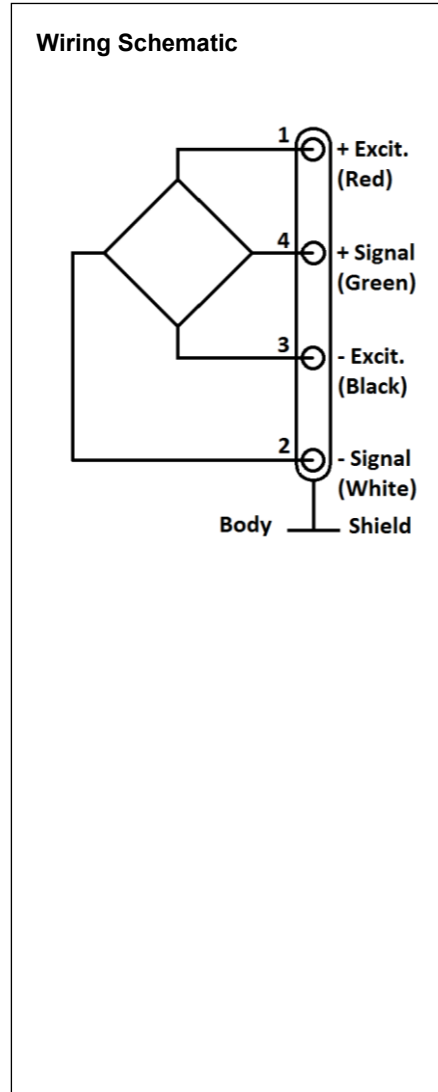 Wiring Schematic
1 + Excit.
(Red)
4 + Signal
(Green)
3 - Excit.
(Black)
2 - Signal
(White)
Body Shield